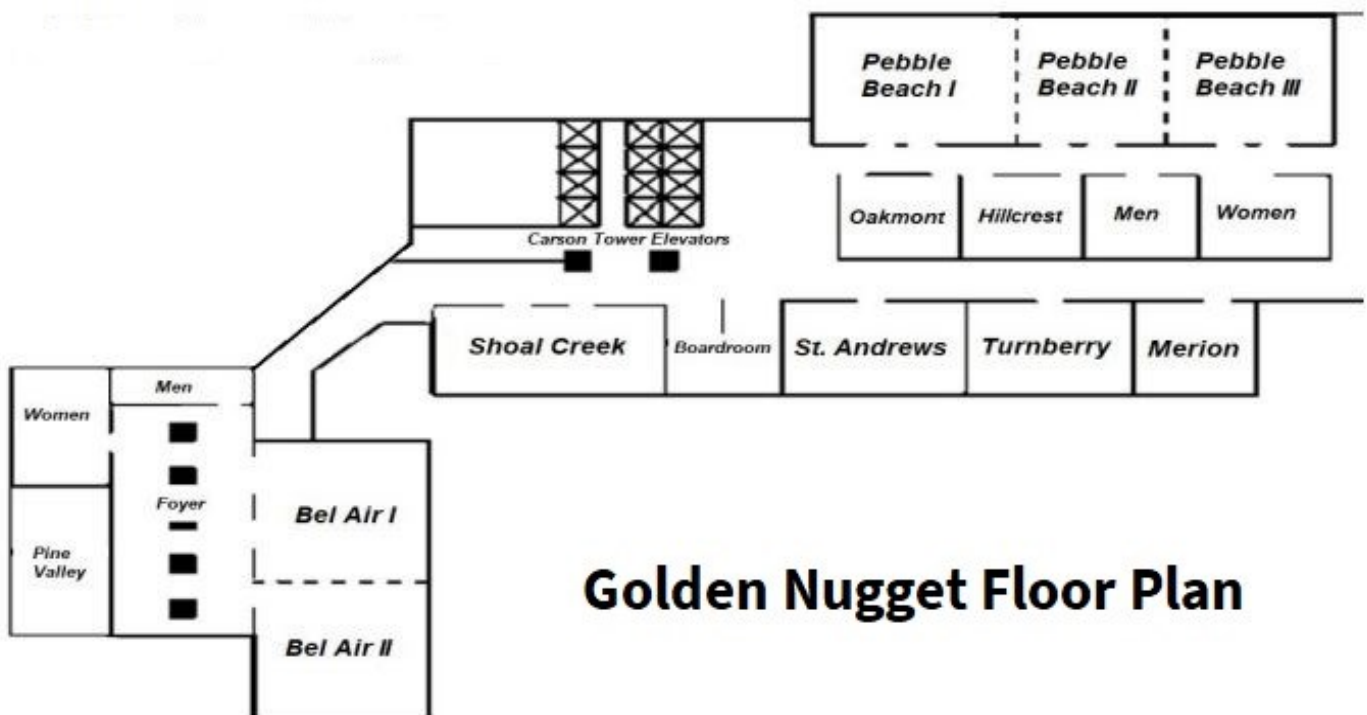 Pebble
Beach I
Pebble
Beach II
Pebble
Beach III
Oakmont
Hillcrest
Men
Women
Carson Tower Elevators
Shoal Creek
Boardroom
St. Andrews
Turnberry
Merion
Men
Women
Foyer
Bel Air I
Pine
Valley
Bel Air II
Golden Nugget Floor Plan